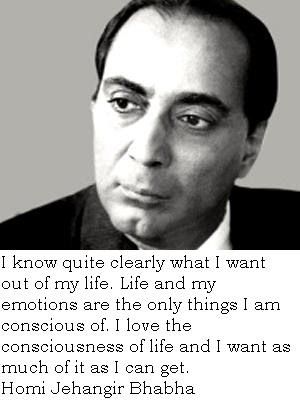 I know quite clearly what I want
out of my life. Life and my
emotions are the only things I am
conscious of. I love the
consciousness of life and I want as
much of it as I can get.
Homi Jehangir Bhabha